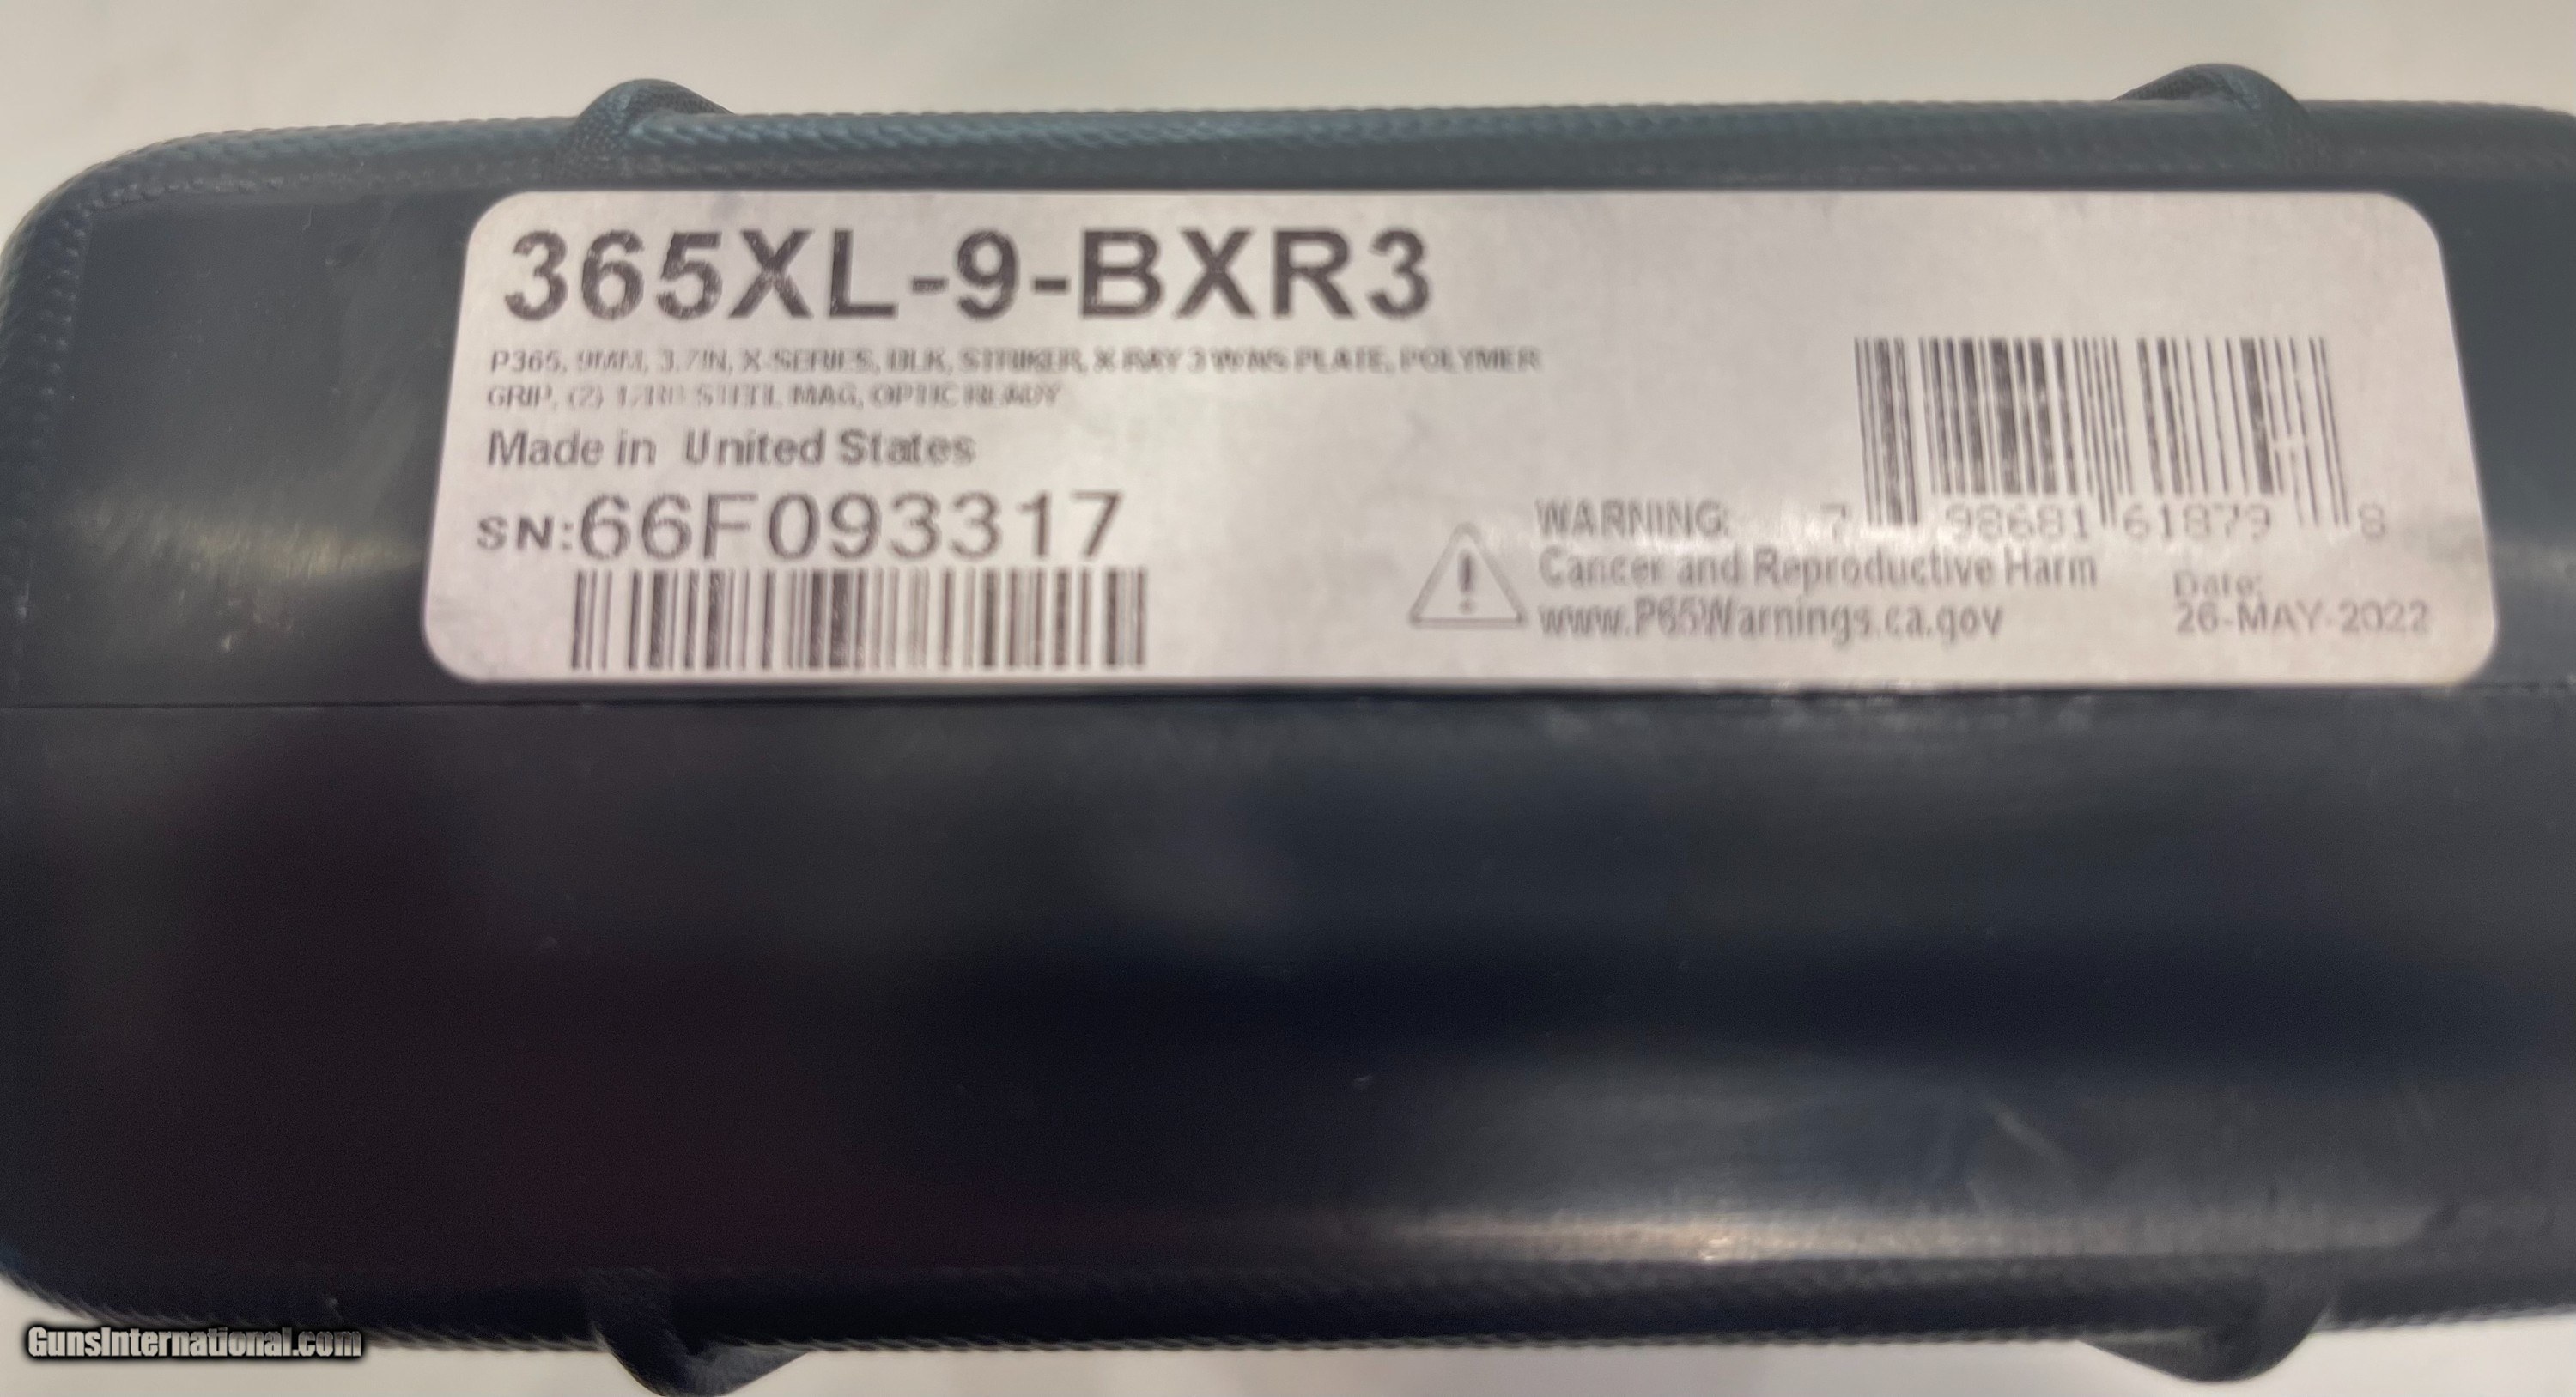 365XL-9-BXR3
P365, 9MM, 3.7IN, X-SERIES, BLK, STRIKER, X-RAY 3 W/NS PLATE, POLYMER
GRIP, (2) 12RD STEEL MAG, OPTIC READY
Made in United States
SN:66F093317
7 98681 61879 8
WARNING:
Cancer and Reproductive Harm
www.P65Warnings.ca.gov
Date:
26-MAY-2022
GunsInternational.com